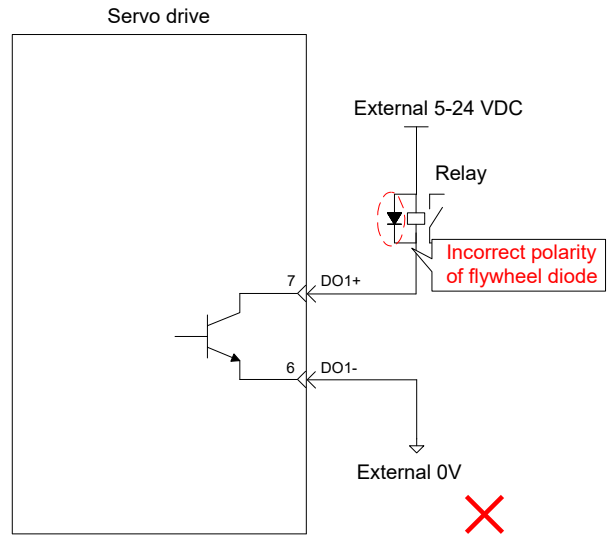 Servo drive
External 5-24 VDC
Relay
Incorrect polarity
of flywheel diode
7
DO1+
6
DO1-
External 0V